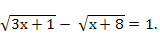 √(3x + 1) − √(x + 8) = 1.